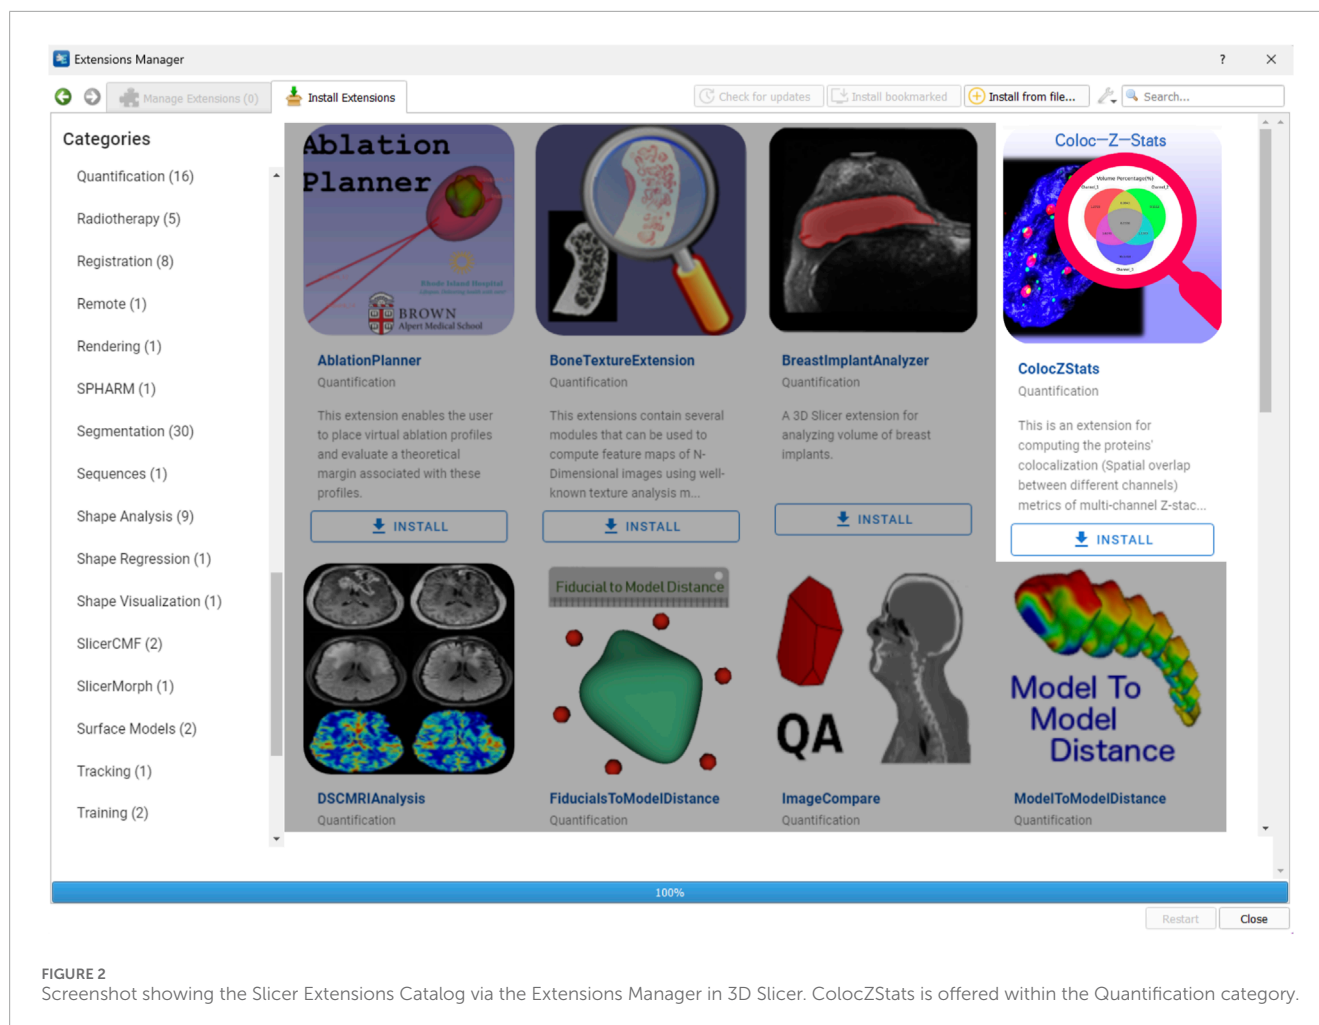 Extensions Manager
?
Manage Extensions (0)
Install Extensions
Check for updates
Install bookmarked
Install from file...
Search...
Categories
Quantification (16)
Radiotherapy (5)
Registration (8)
Remote (1)
Rendering (1)
SPHARM (1)
Segmentation (30)
Sequences (1)
Shape Analysis (9)
Shape Regression (1)
Shape Visualization (1)
SlicerCMF (2)
SlicerMorph (1)
Surface Models (2)
Tracking (1)
Training (2)
Ablation
Planner
Rhode Island Hospital
BROWN
Alpert Medical School
AblationPlanner
Quantification
This extension enables the user
to place virtual ablation profiles
and evaluate a theoretical
margin associated with these
profiles.
INSTALL
BoneTextureExtension
Quantification
This extensions contain several
modules that can be used to
compute feature maps of N-
Dimensional images using well-
known texture analysis m...
INSTALL
BreastImplantAnalyzer
Quantification
A 3D Slicer extension for
analyzing volume of breast
implants.
INSTALL
Coloc-Z-Stats
Volume Percentage(%)
Channel_1
Channel_2
Channel_3
ColocZStats
Quantification
This is an extension for
computing the proteins'
colocalization (Spatial overlap
between different channels)
metrics of multi-channel Z-stac...
INSTALL
DSCMRIAnalysis
Quantification
Fiducial to Model Distance
FiducialsToModelDistance
Quantification
QA
ImageCompare
Quantification
Model To
Model
Distance
ModelToModelDistance
Quantification
100%
Restart
Close
FIGURE 2
Screenshot showing the Slicer Extensions Catalog via the Extensions Manager in 3D Slicer. ColocZStats is offered within the Quantification category.